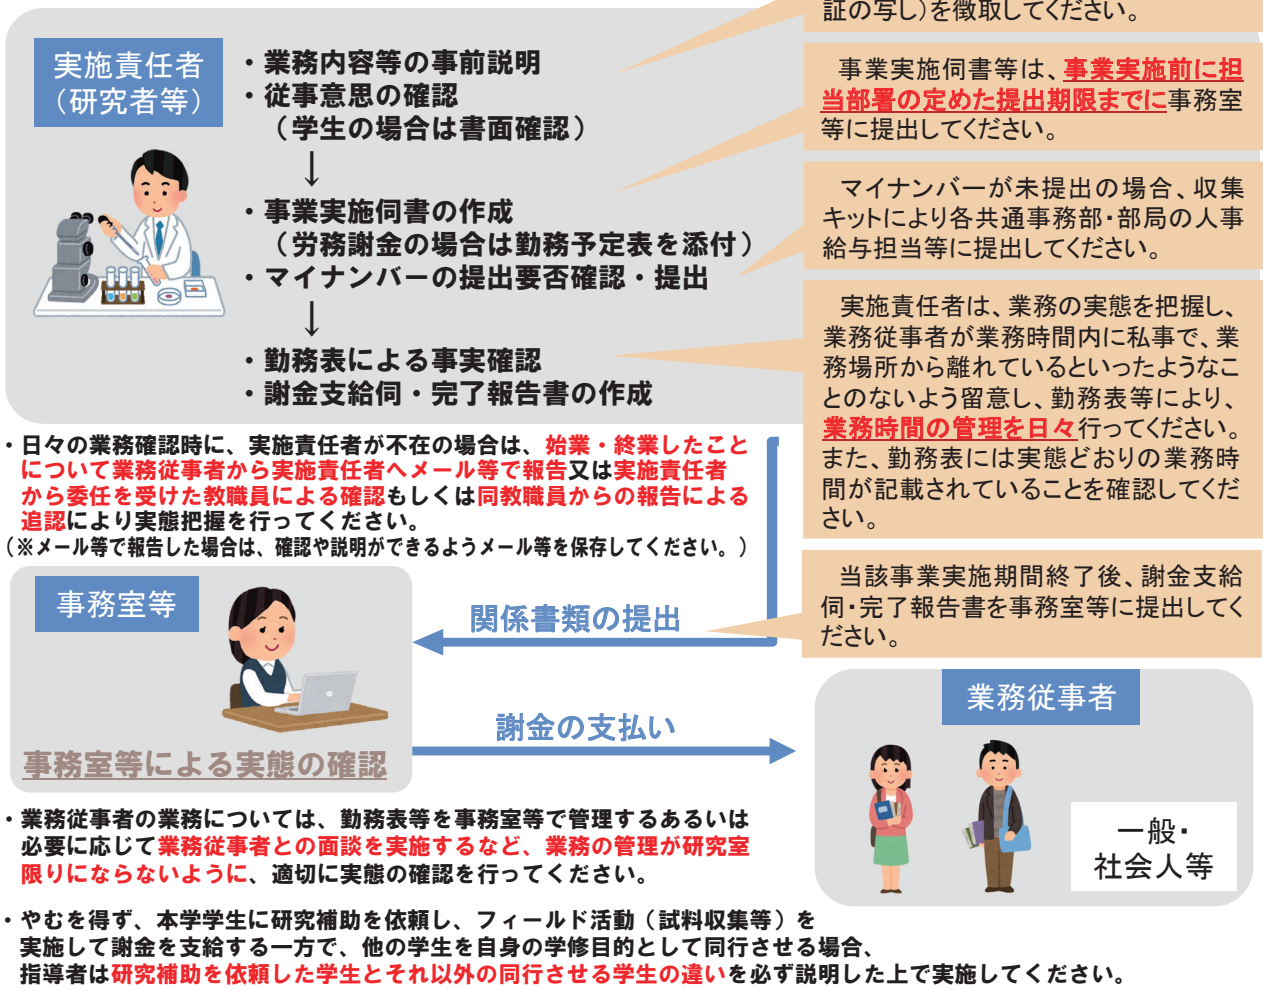 証の写し）を徴取してください。
実施責任者
（研究者等）
・業務内容等の事前説明
・従事意思の確認
（学生の場合は書面確認）
↓
・事業実施伺書の作成
（労務謝金の場合は勤務予定表を添付）
・マイナンバーの提出要否確認・提出
↓
・勤務表による事実確認
・謝金支給伺・完了報告書の作成
事業実施伺書等は、事業実施前に担
当部署の定めた提出期限までに事務室
等に提出してください。
マイナンバーが未提出の場合、収集
キットにより各共通事務部・部局の人事
給与担当等に提出してください。
実施責任者は、業務の実態を把握し、
業務従事者が業務時間内に私事で、業
務場所から離れているといったようなこ
とのないよう留意し、勤務表等により、
業務時間の管理を日々行ってください。
また、勤務表には実態どおりの業務時
間が記載されていることを確認してくだ
さい。
・日々の業務確認時に、実施責任者が不在の場合は、始業・終業したこと
について業務従事者から実施責任者へメール等で報告又は実施責任者
から委任を受けた教職員による確認もしくは同教職員からの報告による
追認により実態把握を行ってください。
（※メール等で報告した場合は、確認や説明ができるようメール等を保存してください。）
当該事業実施期間終了後、謝金支給
伺・完了報告書を事務室等に提出してく
ださい。
事務室等
関係書類の提出
謝金の支払い
事務室等による実態の確認
業務従事者
一般・
社会人等
・業務従事者の業務については、勤務表等を事務室等で管理するあるいは
必要に応じて業務従事者との面談を実施するなど、業務の管理が研究室
限りにならないように、適切に実態の確認を行ってください。
・やむを得ず、本学学生に研究補助を依頼し、フィールド活動（試料収集等）を
実施して謝金を支給する一方で、他の学生を自身の学修目的として同行させる場合、
指導者は研究補助を依頼した学生とそれ以外の同行させる学生の違いを必ず説明した上で実施してください。